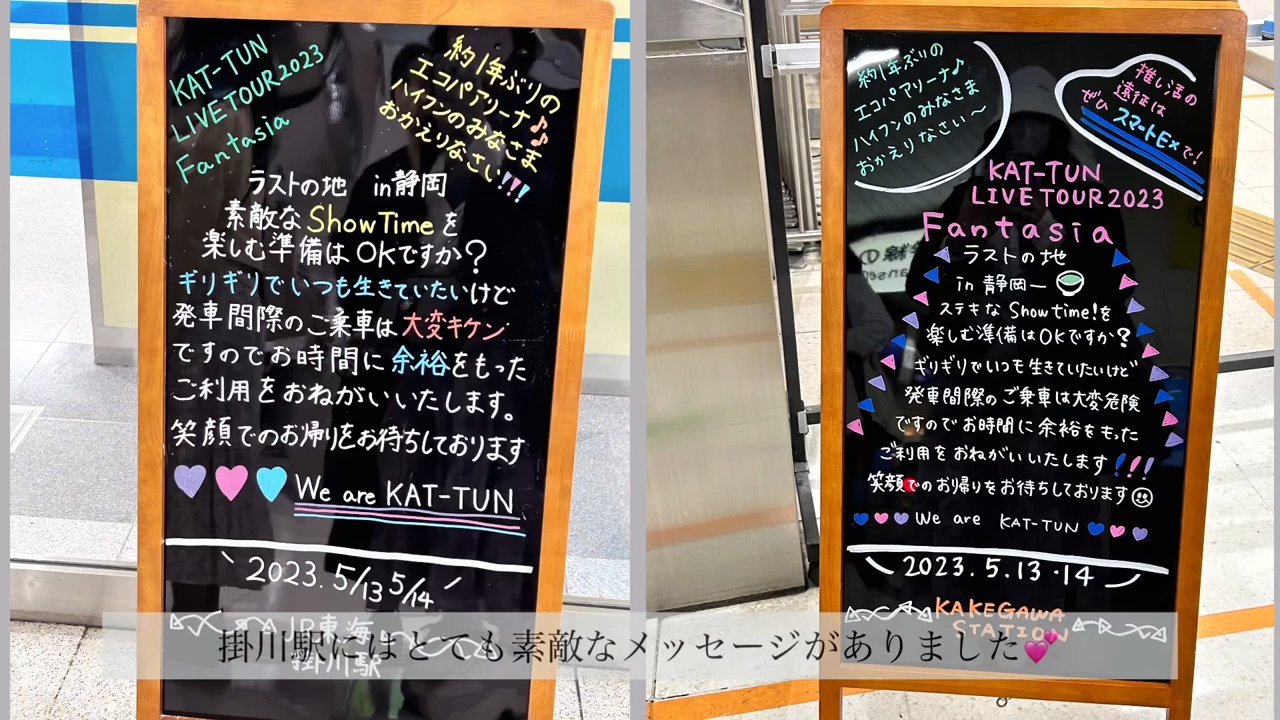 KAT-TUN
LIVE TOUR 2023
Fantasia
約1年ぶりの
エコパアリーナ♪
ハイフンのみなさま
おかえりなさい!!!
ラストの地 in静岡
素敵な ShowTimeを
楽しむ準備は OKですか?
ギリギリでいつも生きていたいけど
発車間際のご乗車は大変キケン
ですのでお時間に余裕をもった
ご利用をおねがいいたします。
笑顔でのお帰りをお待ちしております
We are KAT-TUN
2023.5/13 5/14
JR東海
掛川駅
約1年ぶりの
エコパアリーナ♪
ハイフンのみなさま
おかえりなさい〜
推し活の
遠征は
ぜひ スマートEXで!
KAT-TUN
LIVE TOUR 2023
Fantasia
ラストの地
in 静岡ー
ステキな Showtime!を
楽しむ準備はOKですか?
ギリギリでいつも生きていたいけど
発車間際のご乗車は大変危険
ですのでお時間に余裕をもった
ご利用をおねがいいたします!!!
笑顔でのお帰りをお待ちしております
We are KAT-TUN
2023.5.13・14
KAKEGAWA
STATION
掛川駅にはとても素敵なメッセージがありました💕